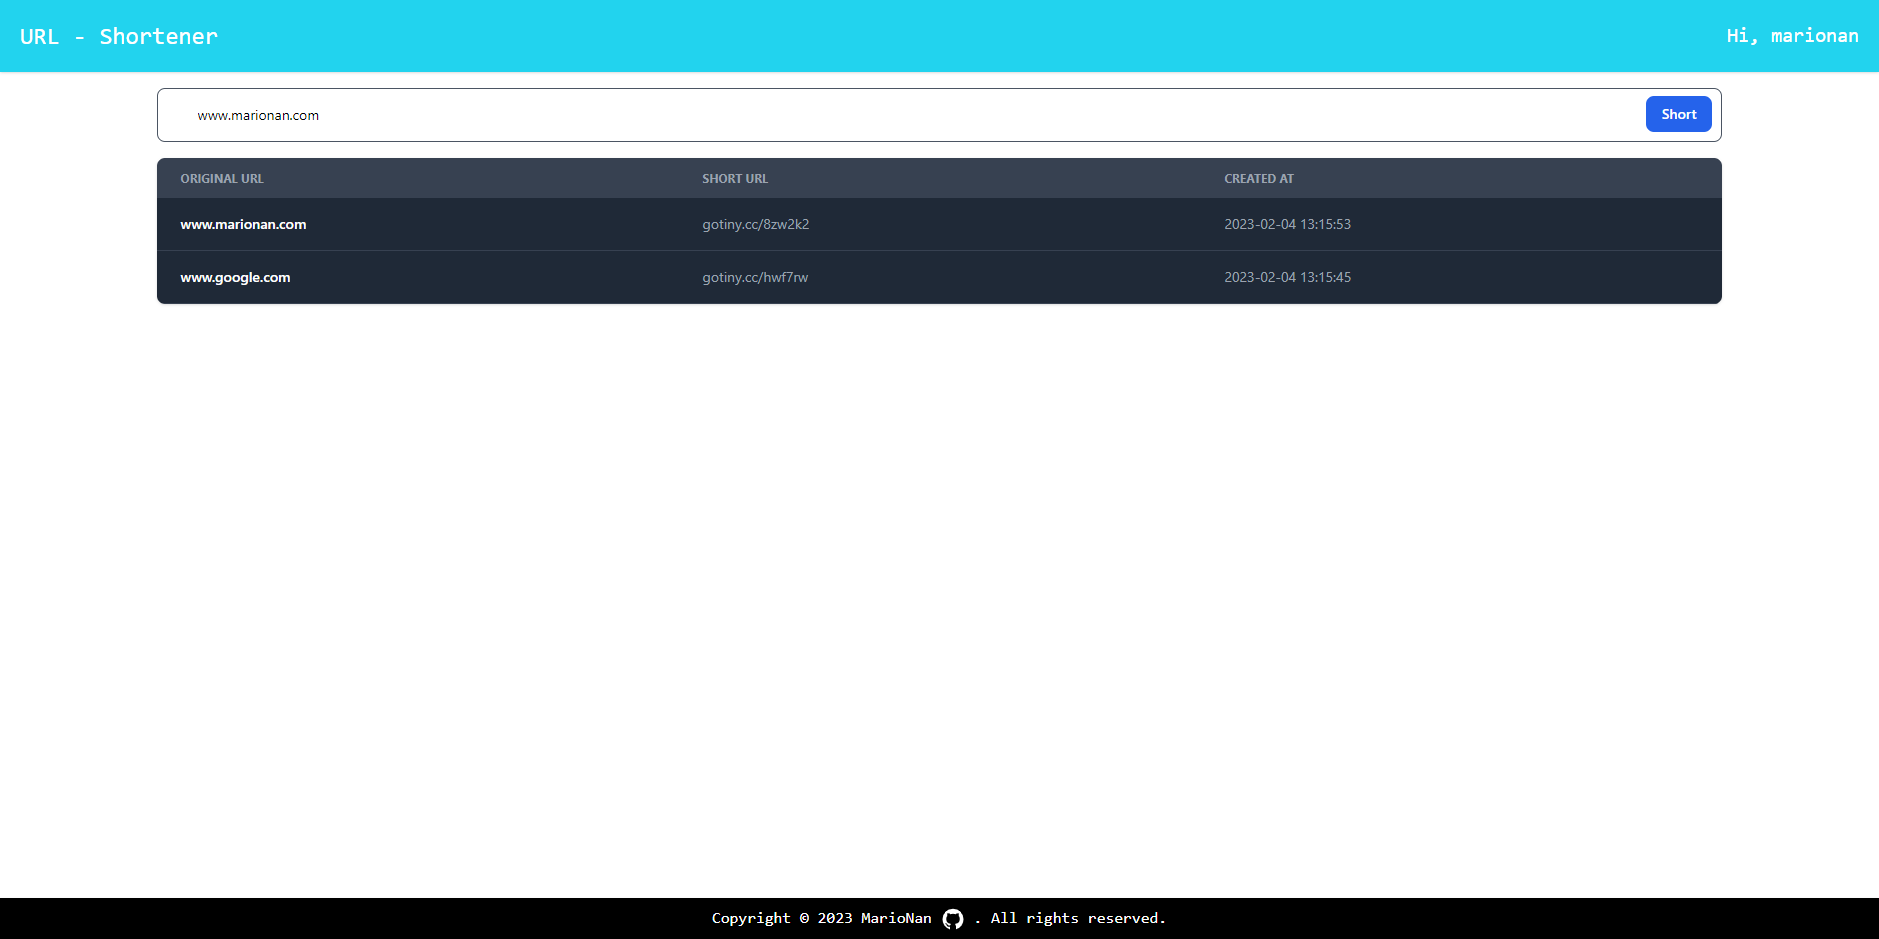 URL - Shortener
Hi, marionan
www.marionan.com
Short
ORIGINAL URL SHORT URL CREATED AT
www.marionan.com gotiny.cc/8zw2k2 2023-02-04 13:15:53
www.google.com gotiny.cc/hwf7rw 2023-02-04 13:15:45
Copyright © 2023 MarioNan . All rights reserved.